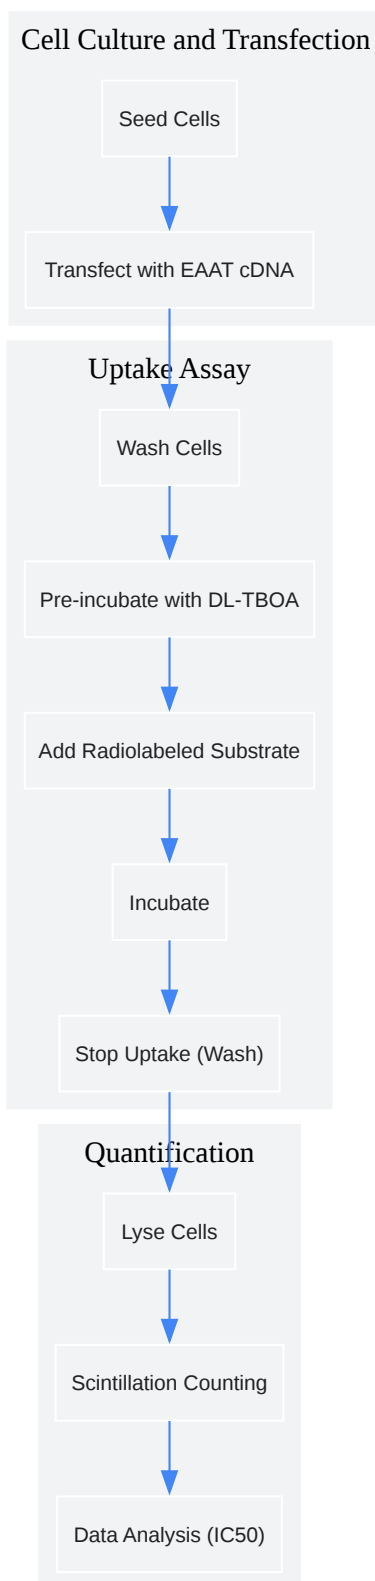 Cell Culture and Transfection
Seed Cells
Transfect with EAAT cDNA
Uptake Assay
Wash Cells
Pre-incubate with DL-TBOA
Add Radiolabeled Substrate
Incubate
Stop Uptake (Wash)
Quantification
Lyse Cells
Scintillation Counting
Data Analysis (IC50)